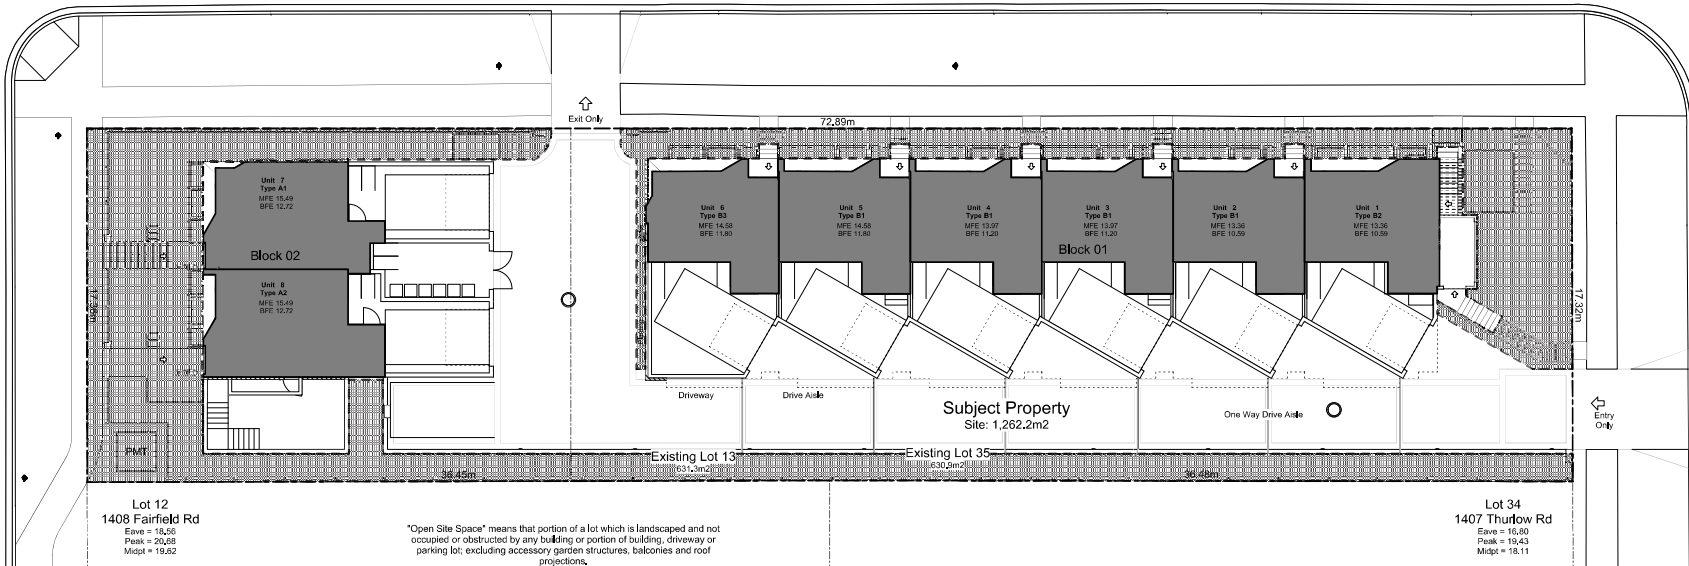 Exit Only
72.89m
Unit 7
Type A1
MFE 15.49
BFE 12.72
Block 02
Unit 8
Type A2
MFE 15.49
BFE 12.72
Unit 6
Type B3
MFE 14.58
BFE 11.80
Unit 5
Type B1
MFE 14.58
BFE 11.80
Unit 4
Type B1
MFE 13.97
BFE 11.20
Unit 3
Type B1
MFE 13.97
BFE 11.20
Block 01
Unit 2
Type B1
MFE 13.36
BFE 10.59
Unit 1
Type B2
MFE 13.36
BFE 10.59
17.32m
Driveway
Drive Aisle
Subject Property
Site: 1,262.2m2
One Way Drive Aisle
Entry
Only
PMT
Existing Lot 13
631.3m2
Existing Lot 35
630.9m2
36.45m
36.48m
Lot 12
1408 Fairfield Rd
Eave = 18.56
Peak = 20.68
Midpt = 19.62
"Open Site Space" means that portion of a lot which is landscaped and not
occupied or obstructed by any building or portion of building, driveway or
parking lot; excluding accessory garden structures, balconies and roof
projections.
Lot 34
1407 Thurlow Rd
Eave = 16.80
Peak = 19.43
Midpt = 18.11